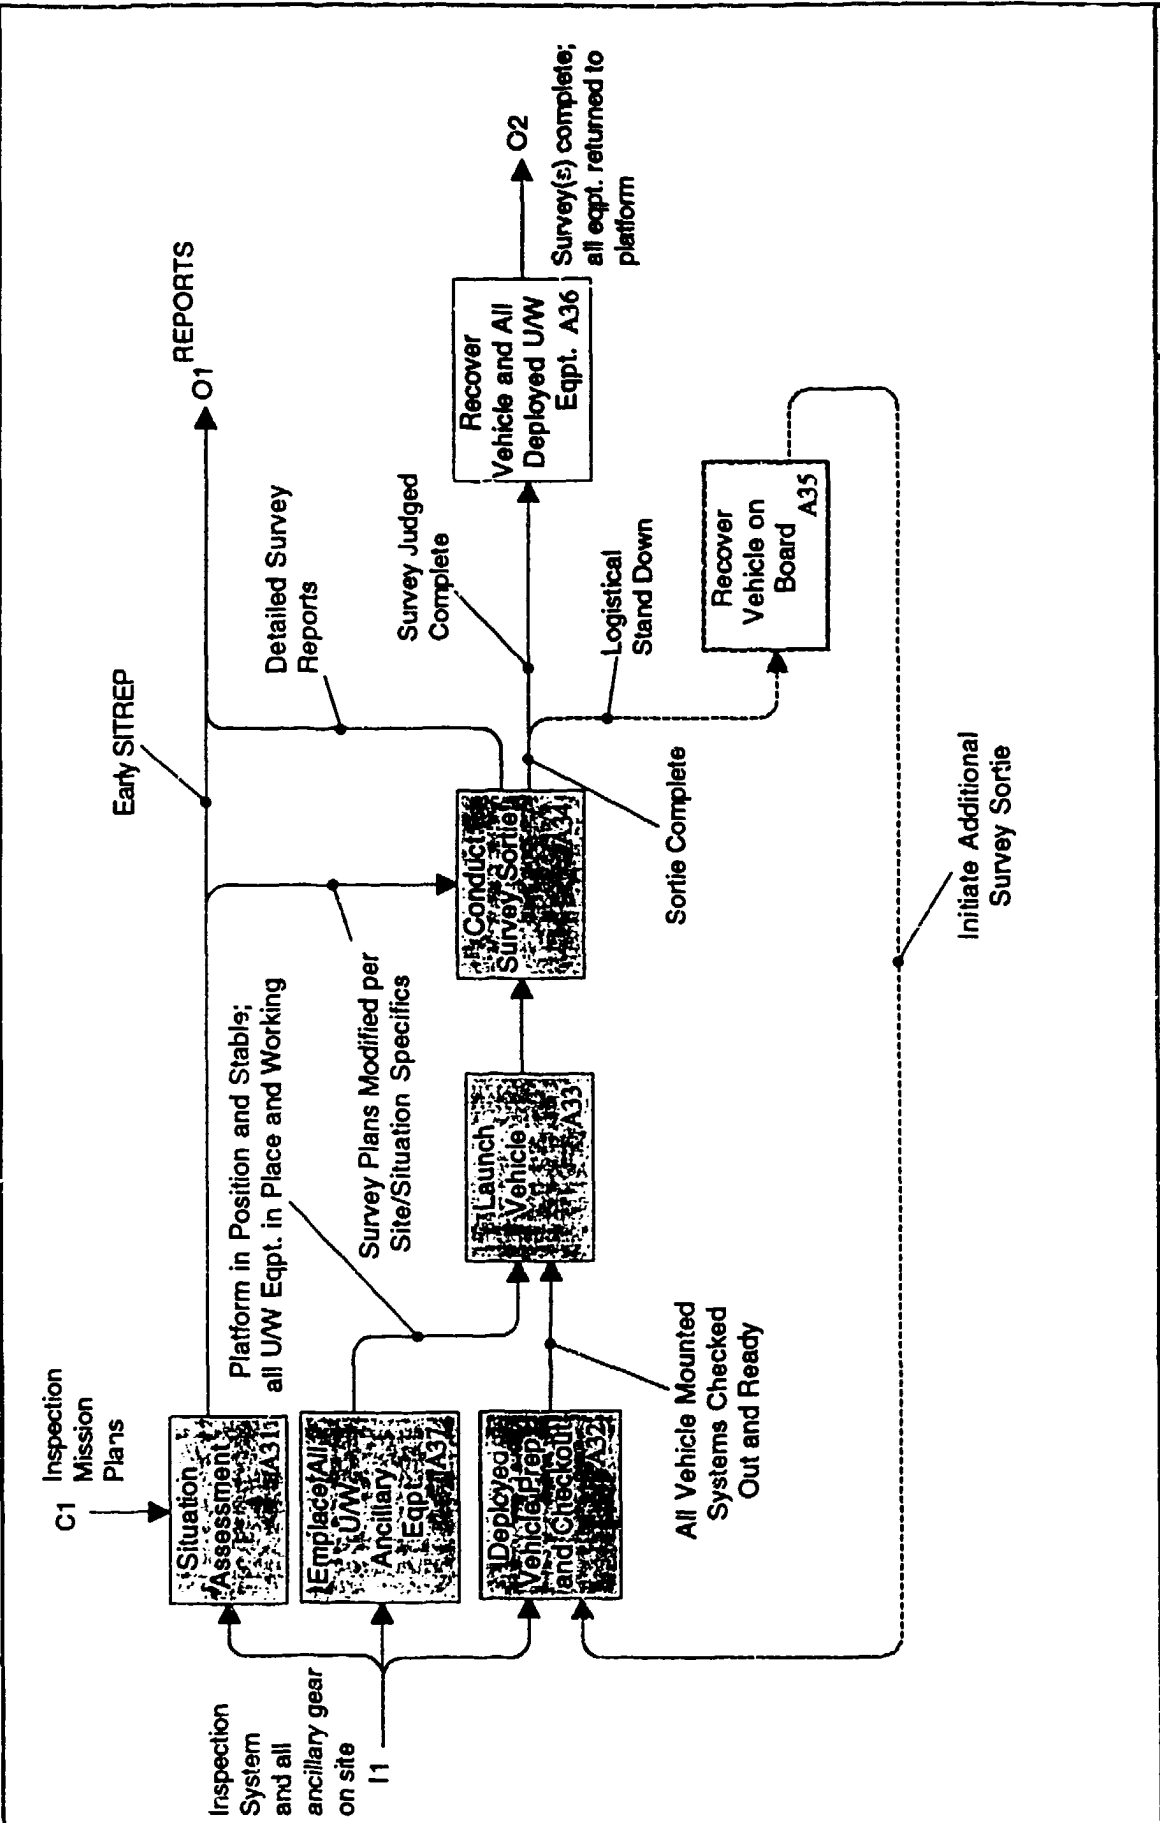 C1
Inspection
Mission
Plans
Inspection
System
and all
ancillary gear
on site
I1
Situation
Assessment
A31
Emplace All
U/W
Ancillary
Eqpt.
A37
Deployed
Vehicle Prep
and Checkout
A32
Platform in Position and Stable;
all U/W Eqpt. in Place and Working
Survey Plans Modified per
Site/Situation Specifics
All Vehicle Mounted
Systems Checked
Out and Ready
Launch
Vehicle
A33
Conduct
Survey Sortie
A34
Early SITREP
Detailed Survey
Reports
O1
REPORTS
Survey Judged
Complete
Sortie Complete
Logistical
Stand Down
Recover
Vehicle and All
Deployed U/W
Eqpt. A36
O2
Survey(s) complete;
all eqpt. returned to
platform
Recover
Vehicle on
Board
A35
Initiate Additional
Survey Sortie